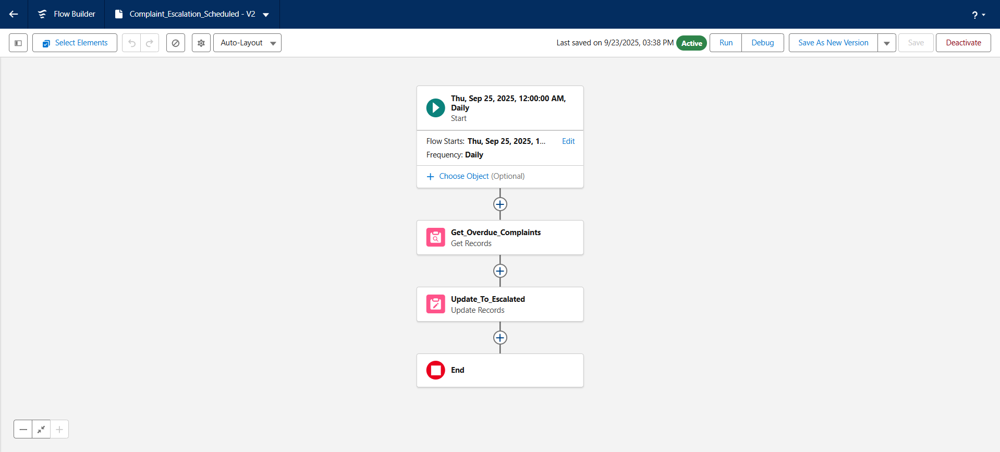 Flow Builder
Complaint_Escalation_Scheduled - V2
?
Select Elements
Auto-Layout
Last saved on 9/23/2025, 03:38 PM
Active
Run
Debug
Save As New Version
Save
Deactivate
Thu, Sep 25, 2025, 12:00:00 AM,
Daily
Start
Flow Starts: Thu, Sep 25, 2025, 1...
Edit
Frequency: Daily
Choose Object (Optional)
Get_Overdue_Complaints
Get Records
Update_To_Escalated
Update Records
End